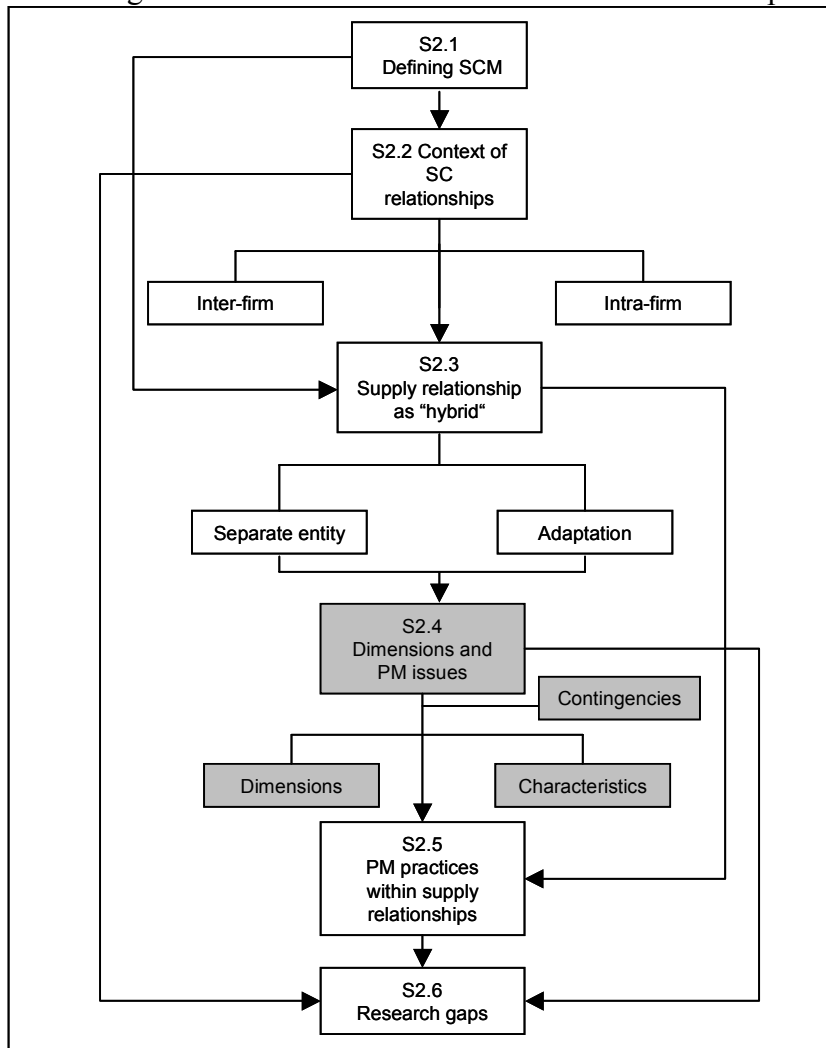 S2.1
Defining SCM
S2.2 Context of
SC
relationships
Inter-firm
Intra-firm
S2.3
Supply relationship
as “hybrid“
Separate entity
Adaptation
S2.4
Dimensions and
PM issues
Contingencies
Dimensions
Characteristics
S2.5
PM practices
within supply
relationships
S2.6
Research gaps